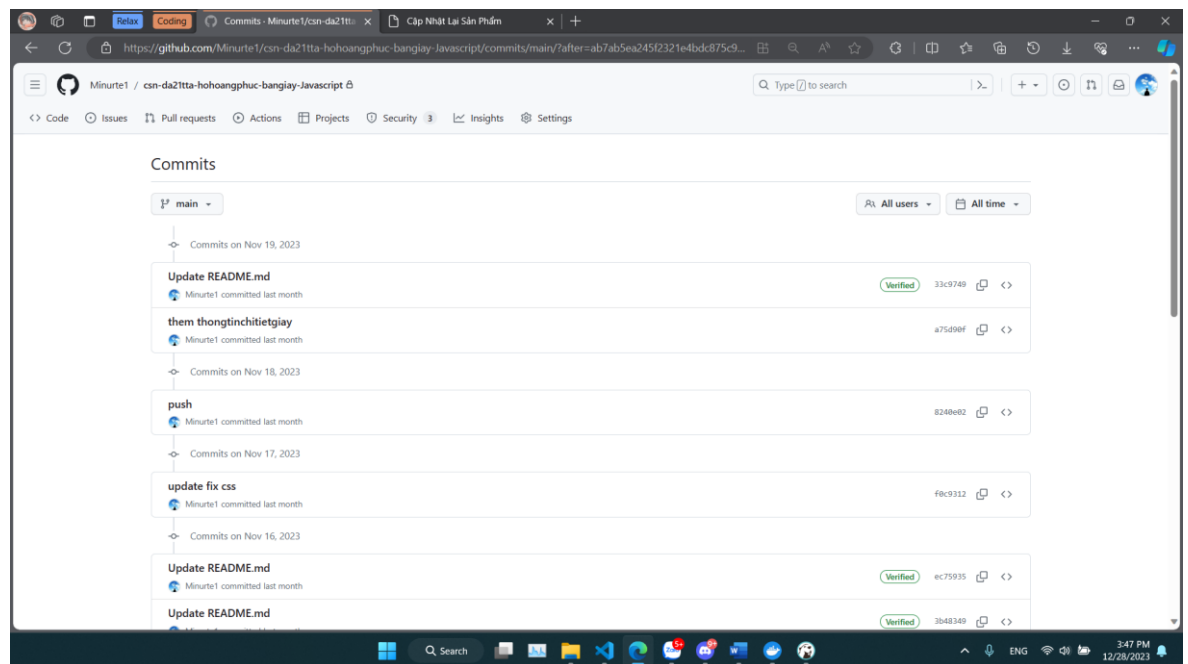 Relax Coding Commits · Minurte1/csn-da21tta Cập Nhật Lại Sản Phẩm
https://github.com/Minurte1/csn-da21tta-hohoangphuc-bangiay-Javascript/commits/main/?after=ab7ab5ea245f2321e4bdc875c9...
Minurte1 / csn-da21tta-hohoangphuc-bangiay-Javascript Type / to search
Code Issues Pull requests Actions Projects Security 3 Insights Settings
Commits
main All users All time
Commits on Nov 19, 2023
Update README.md
Verified 33c9749
Minurte1 committed last month
them thongtinchitietgiay
a75d90f
Minurte1 committed last month
Commits on Nov 18, 2023
push
8240e02
Minurte1 committed last month
Commits on Nov 17, 2023
update fix css
f0c9312
Minurte1 committed last month
Commits on Nov 16, 2023
Update README.md
Verified ec75935
Minurte1 committed last month
Update README.md
Verified 3b48349
Search 5+ ENG 3:47 PM
12/28/2023